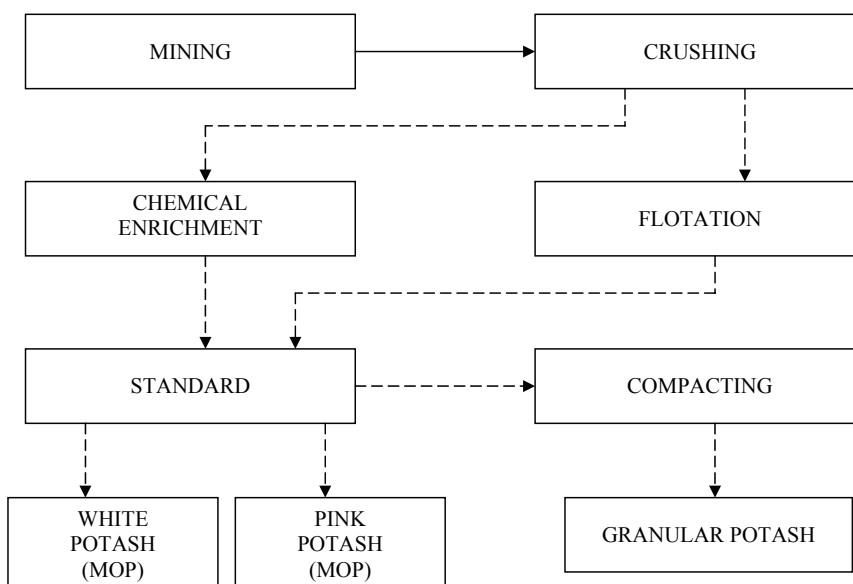 MINING
CRUSHING
CHEMICAL
ENRICHMENT
FLOTATION
STANDARD
COMPACTING
WHITE
POTASH
(MOP)
PINK
POTASH
(MOP)
GRANULAR POTASH